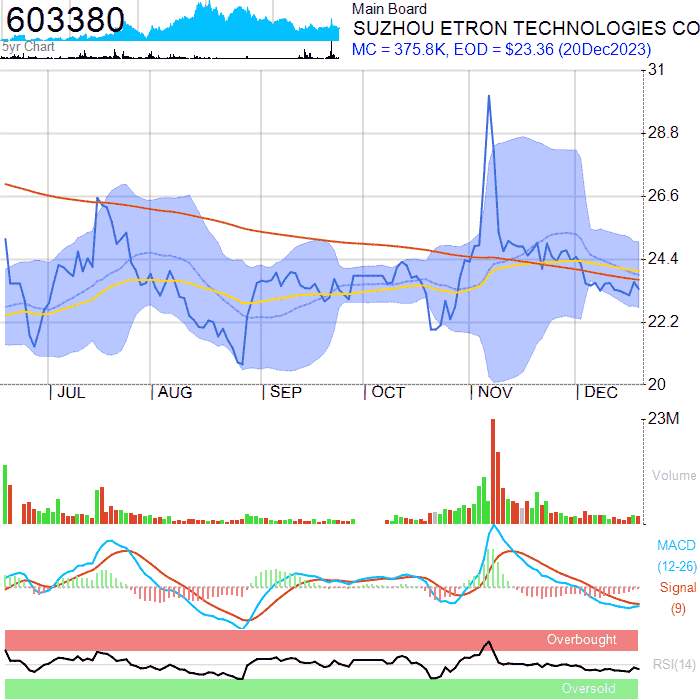 603380
5yr Chart
Main Board
SUZHOU ETRON TECHNOLOGIES CO
MC = 375.8K, EOD = $23.36 (20Dec2023)
31
28.8
26.6
24.4
22.2
20
JUL
AUG
SEP
OCT
NOV
DEC
23M
Volume
MACD
(12-26)
Signal
(9)
Overbought
RSI(14)
Oversold